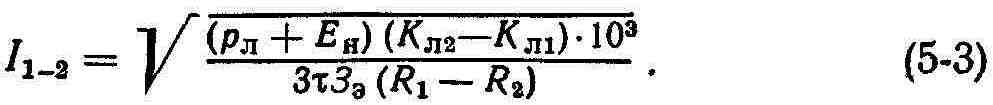 I₁₋₂ = √((pл + Eн) (Kл2—Kл1)·10³ / 3τЗэ (R₁ — R₂)). (5-3)